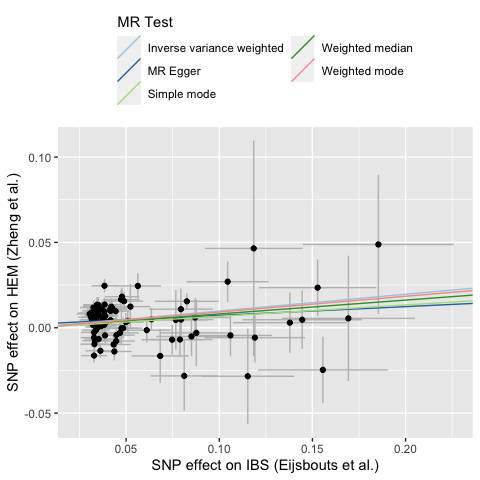 MR Test
Inverse variance weighted
MR Egger
Simple mode
Weighted median
Weighted mode
SNP effect on HEM (Zheng et al.)
0.10
0.05
0.00
-0.05
0.05
0.10
0.15
0.20
SNP effect on IBS (Eijsbouts et al.)